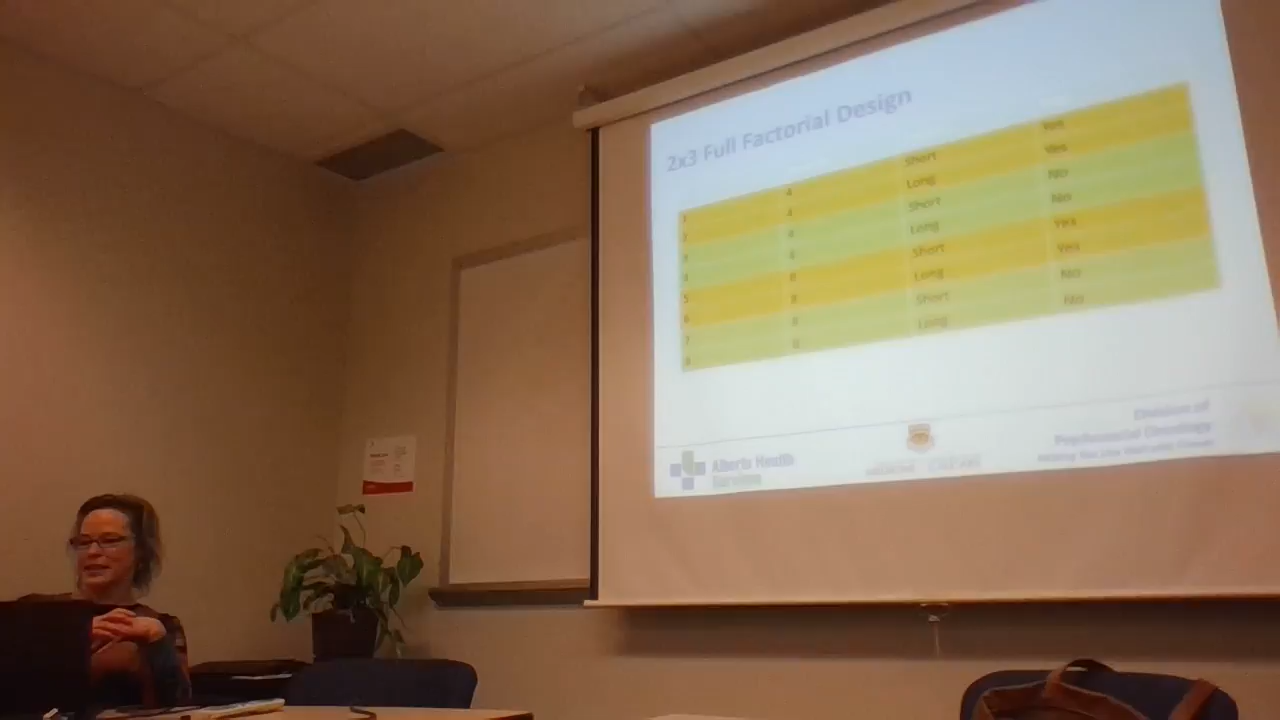 2x3 Full Factorial Design
1 4 Short Yes
2 4 Long Yes
3 4 Short No
4 4 Long No
5 8 Short Yes
6 8 Long Yes
7 8 Short No
8 8 Long No
Alberta Health
Services
Division of
Psychosocial Oncology